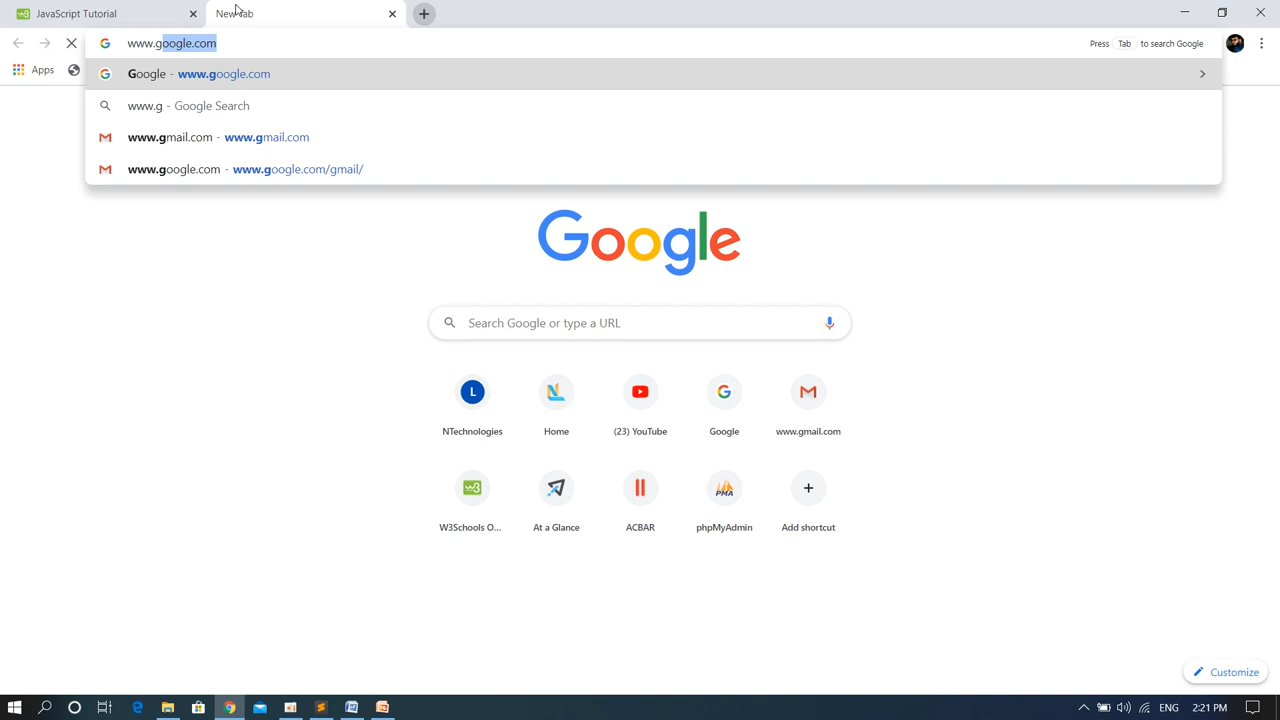 JavaScript Tutorial
New Tab
www.google.com
Press Tab to search Google
Apps
Google - www.google.com
www.g - Google Search
www.gmail.com - www.gmail.com
www.google.com - www.google.com/gmail/
Google
Search Google or type a URL
L
NTechnologies
Home
(23) YouTube
Google
www.gmail.com
W3Schools O...
At a Glance
ACBAR
PMA
phpMyAdmin
Add shortcut
Customize
ENG
2:21 PM